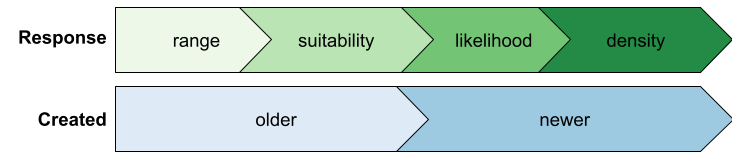 Response range suitability likelihood density
Created older newer